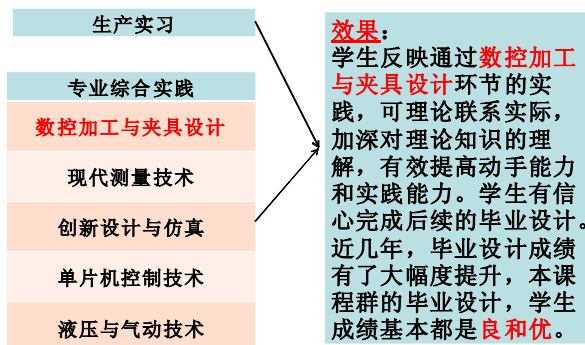 生产实习
专业综合实践
数控加工与夹具设计
现代测量技术
创新设计与仿真
单片机控制技术
液压与气动技术
效果：
学生反映通过数控加工
与夹具设计环节的实
践，可理论联系实际，
加深对理论知识的理
解，有效提高动手能力
和实践能力。学生有信
心完成后续的毕业设计。
近几年，毕业设计成绩
有了大幅度提升，本课
程群的毕业设计，学生
成绩基本都是良和优。